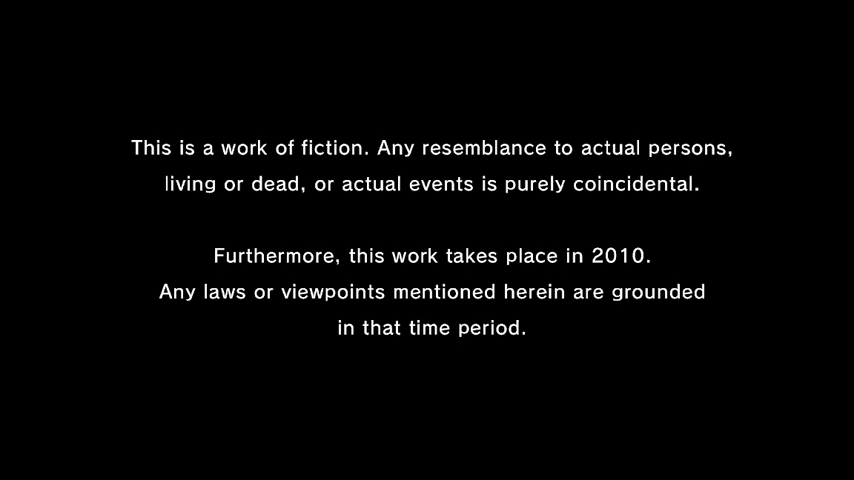 This is a work of fiction. Any resemblance to actual persons,
living or dead, or actual events is purely coincidental.
Furthermore, this work takes place in 2010.
Any laws or viewpoints mentioned herein are grounded
in that time period.